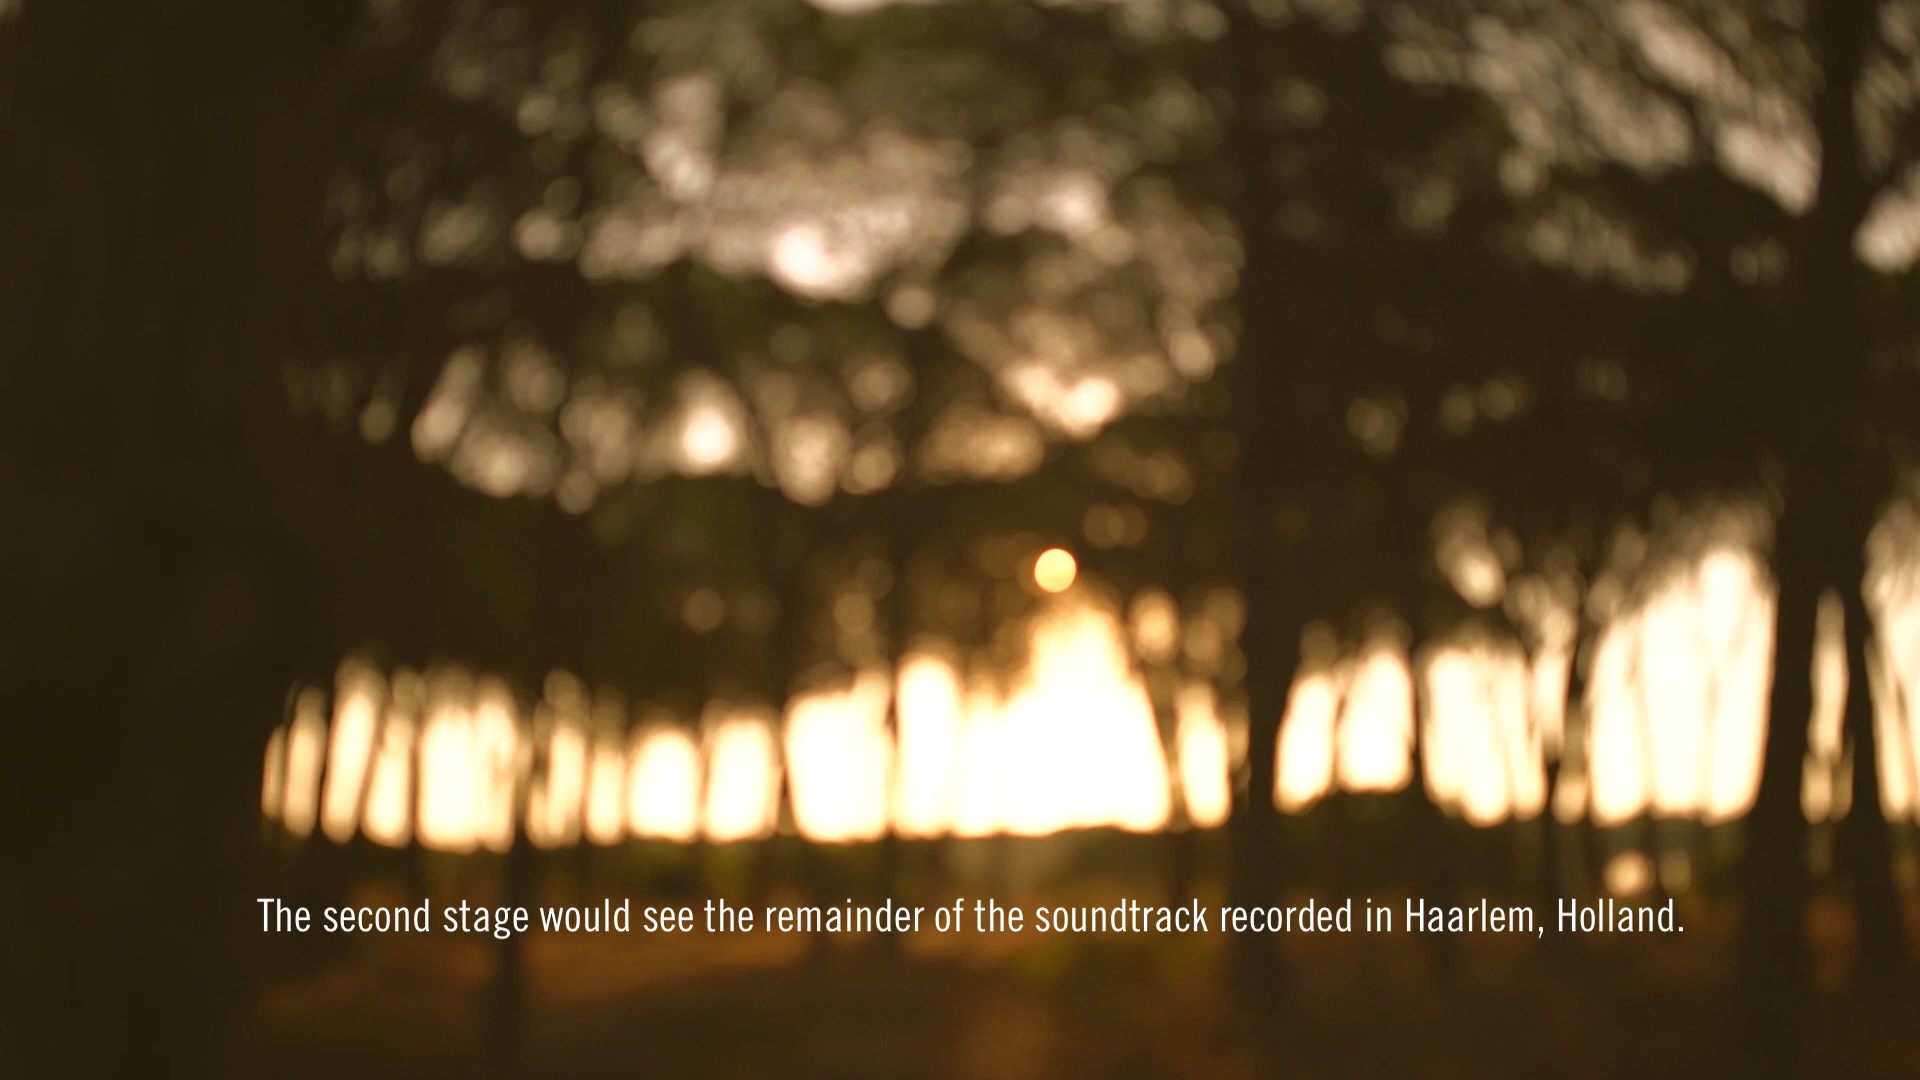 The second stage would see the remainder of the soundtrack recorded in Haarlem, Holland.